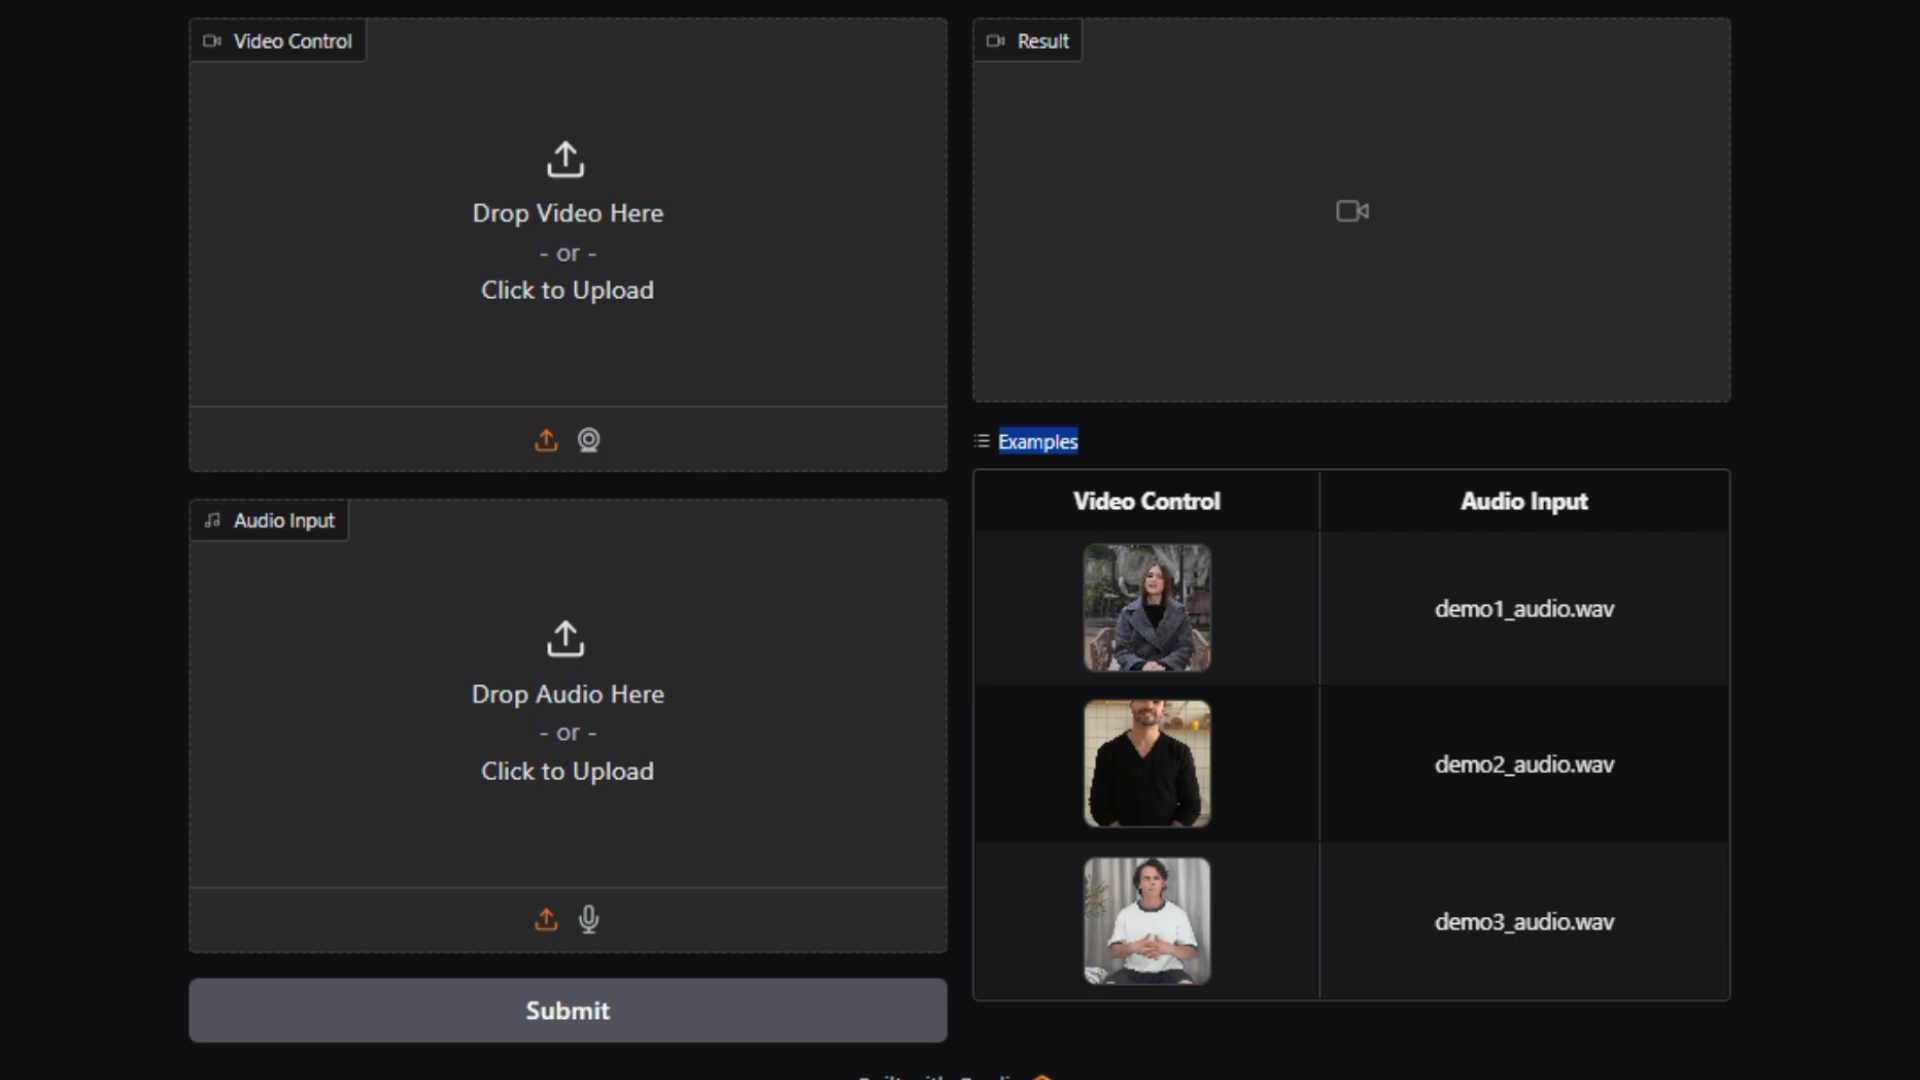 Video Control
Drop Video Here
- or -
Click to Upload
Audio Input
Drop Audio Here
- or -
Click to Upload
Submit
Result
Examples
Video Control Audio Input
demo1_audio.wav
demo2_audio.wav
demo3_audio.wav